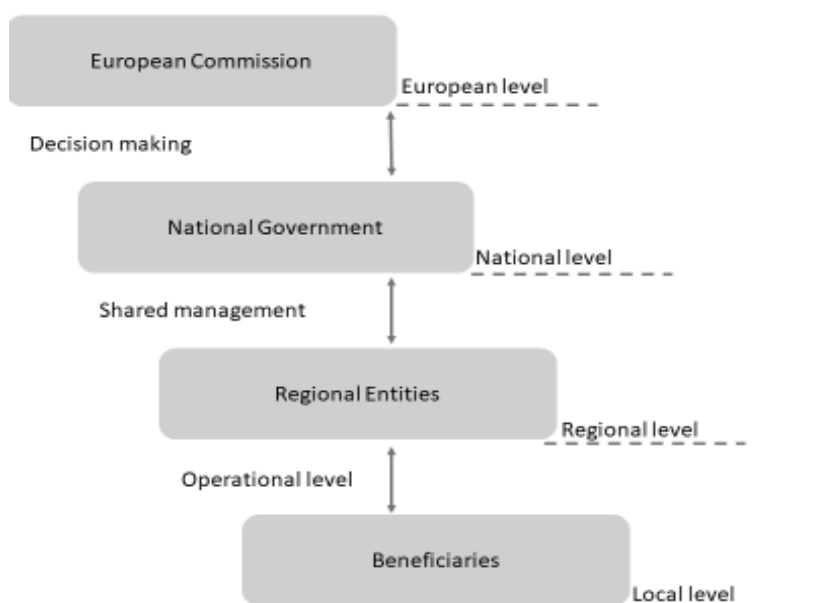 European Commission
European level
Decision making
National Government
National level
Shared management
Regional Entities
Regional level
Operational level
Beneficiaries
Local level